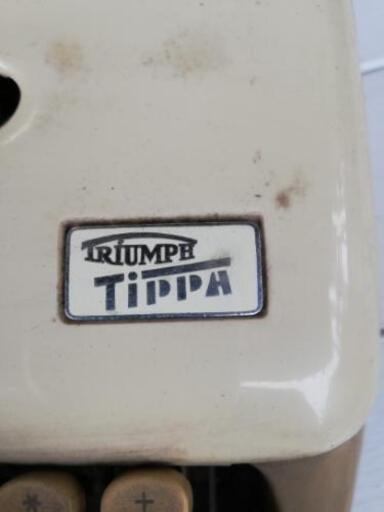 TRIUMPH
TiPPA
* +